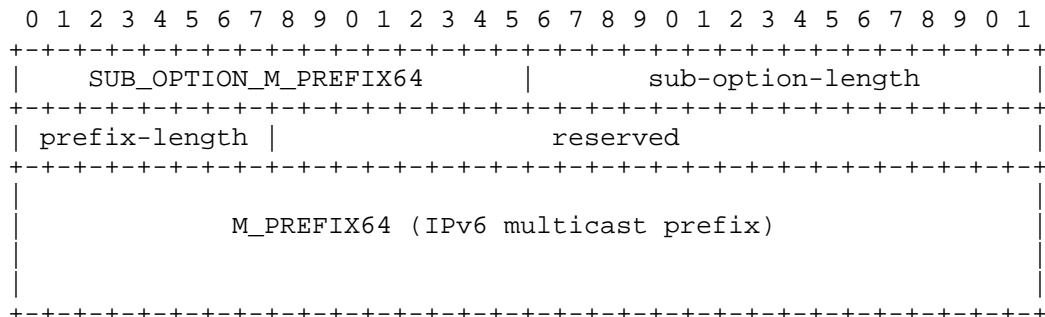 0 1 2 3 4 5 6 7 8 9 0 1 2 3 4 5 6 7 8 9 0 1 2 3 4 5 6 7 8 9 0 1
+-+-+-+-+-+-+-+-+-+-+-+-+-+-+-+-+-+-+-+-+-+-+-+-+-+-+-+-+-+-+-+-+
|    SUB_OPTION_M_PREFIX64      |       sub-option-length       |
+-+-+-+-+-+-+-+-+-+-+-+-+-+-+-+-+-+-+-+-+-+-+-+-+-+-+-+-+-+-+-+-+
| prefix-length |                 reserved                      |
+-+-+-+-+-+-+-+-+-+-+-+-+-+-+-+-+-+-+-+-+-+-+-+-+-+-+-+-+-+-+-+-+
|                                                               |
|             M_PREFIX64 (IPv6 multicast prefix)                |
|                                                               |
|                                                               |
+-+-+-+-+-+-+-+-+-+-+-+-+-+-+-+-+-+-+-+-+-+-+-+-+-+-+-+-+-+-+-+-+